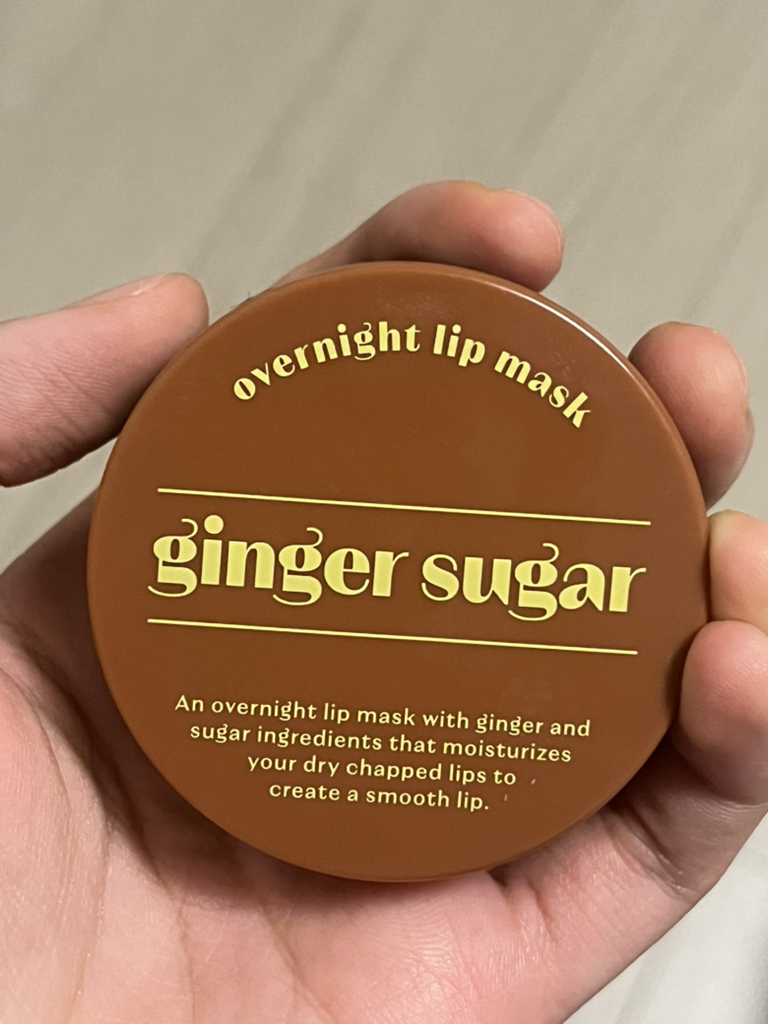 overnight lip mask
ginger sugar
An overnight lip mask with ginger and
sugar ingredients that moisturizes
your dry chapped lips to
create a smooth lip.